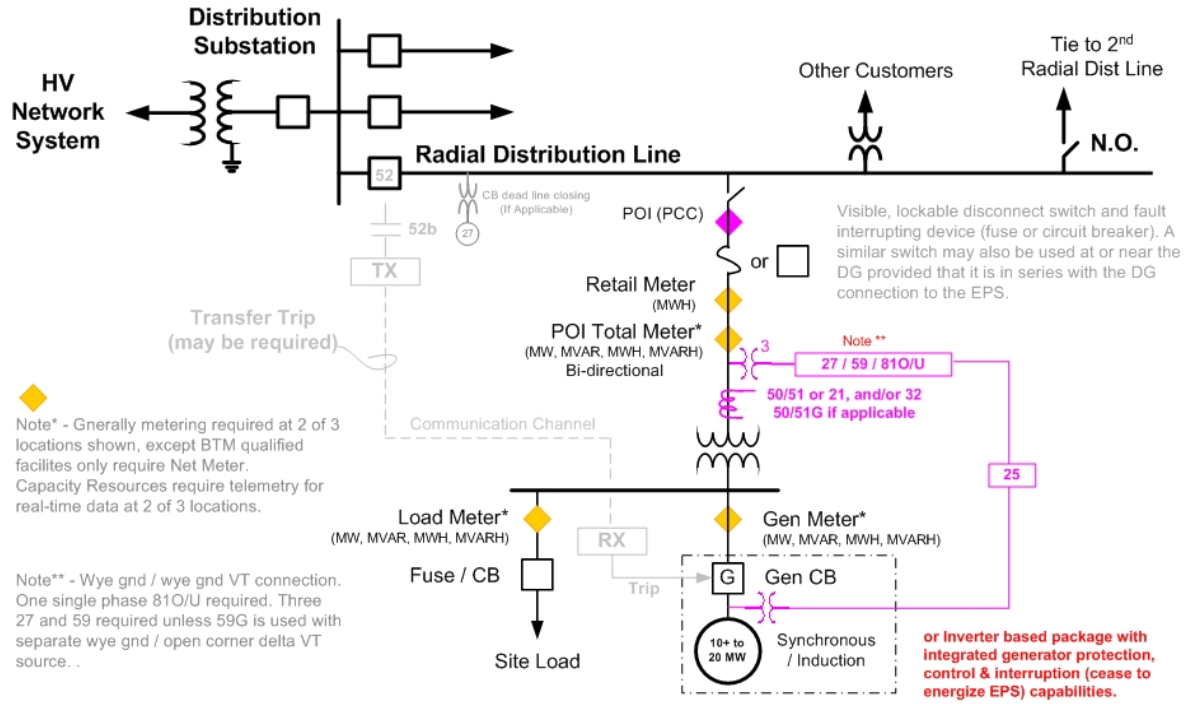 Distribution
Substation
HV
Network
System
Radial Distribution Line
Other Customers
Tie to 2nd
Radial Dist Line
N.O.
52
CB dead line closing
(If Applicable)
27
52b
TX
POI (PCC)
or
Visible, lockable disconnect switch and fault
interrupting device (fuse or circuit breaker). A
similar switch may also be used at or near the
DG provided that it is in series with the DG
connection to the EPS.
Retail Meter
(MWH)
POI Total Meter*
(MW, MVAR, MWH, MVARH)
Bi-directional
3
Note **
27 / 59 / 81O/U
50/51 or 21, and/or 32
50/51G if applicable
25
Transfer Trip
(may be required)
Communication Channel
Note* - Gnerally metering required at 2 of 3
locations shown, except BTM qualified
facilites only require Net Meter.
Capacity Resources require telemetry for
real-time data at 2 of 3 locations.
Load Meter*
(MW, MVAR, MWH, MVARH)
Gen Meter*
(MW, MVAR, MWH, MVARH)
RX
Trip
Fuse / CB
G
Gen CB
Site Load
10+ to
20 MW
Synchronous
/ Induction
Note** - Wye gnd / wye gnd VT connection.
One single phase 81O/U required. Three
27 and 59 required unless 59G is used with
separate wye gnd / open corner delta VT
source. .
or Inverter based package with
integrated generator protection,
control & interruption (cease to
energize EPS) capabilities.